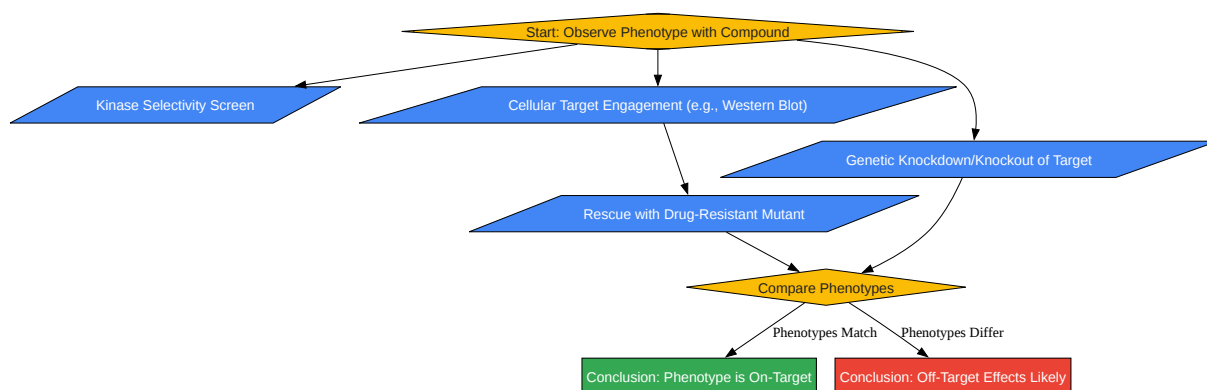 Start: Observe Phenotype with Compound
Kinase Selectivity Screen
Cellular Target Engagement (e.g., Western Blot)
Genetic Knockdown/Knockout of Target
Rescue with Drug-Resistant Mutant
Compare Phenotypes
Phenotypes Match
Phenotypes Differ
Conclusion: Phenotype is On-Target
Conclusion: Off-Target Effects Likely